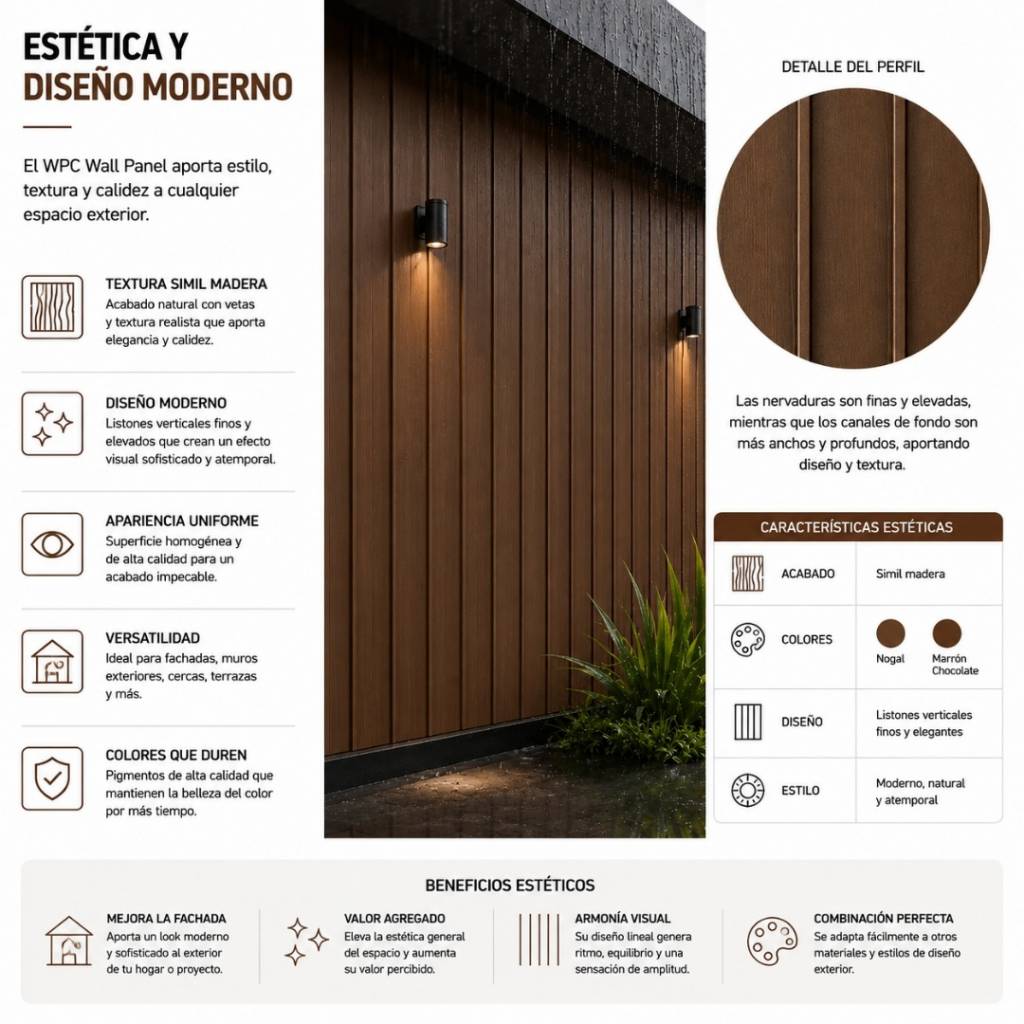 ESTÉTICA Y
DISEÑO MODERNO
El WPC Wall Panel aporta estilo,
textura y calidez a cualquier
espacio exterior.
TEXTURA SIMIL MADERA
Acabado natural con vetas
y textura realista que aporta
elegancia y calidez.
DISEÑO MODERNO
Listones verticales finos y
elevados que crean un efecto
visual sofisticado y atemporal.
APARIENCIA UNIFORME
Superficie homogénea y
de alta calidad para un
acabado impecable.
VERSATILIDAD
Ideal para fachadas, muros
exteriores, cercas, terrazas
y más.
COLORES QUE DUREN
Pigmentos de alta calidad que
mantienen la belleza del color
por más tiempo.
DETALLE DEL PERFIL
Las nervaduras son finas y elevadas,
mientras que los canales de fondo son
más anchos y profundos, aportando
diseño y textura.
CARACTERÍSTICAS ESTÉTICAS
ACABADO
Simil madera
COLORES
Nogal
Marrón
Chocolate
DISEÑO
Listones verticales
finos y elegantes
ESTILO
Moderno, natural
y atemporal
BENEFICIOS ESTÉTICOS
MEJORA LA FACHADA
Aporta un look moderno
y sofisticado al exterior
de tu hogar o proyecto.
VALOR AGREGADO
Eleva la estética general
del espacio y aumenta
su valor percibido.
ARMONÍA VISUAL
Su diseño lineal genera
ritmo, equilibrio y una
sensación de amplitud.
COMBINACIÓN PERFECTA
Se adapta fácilmente a otros
materiales y estilos de diseño
exterior.